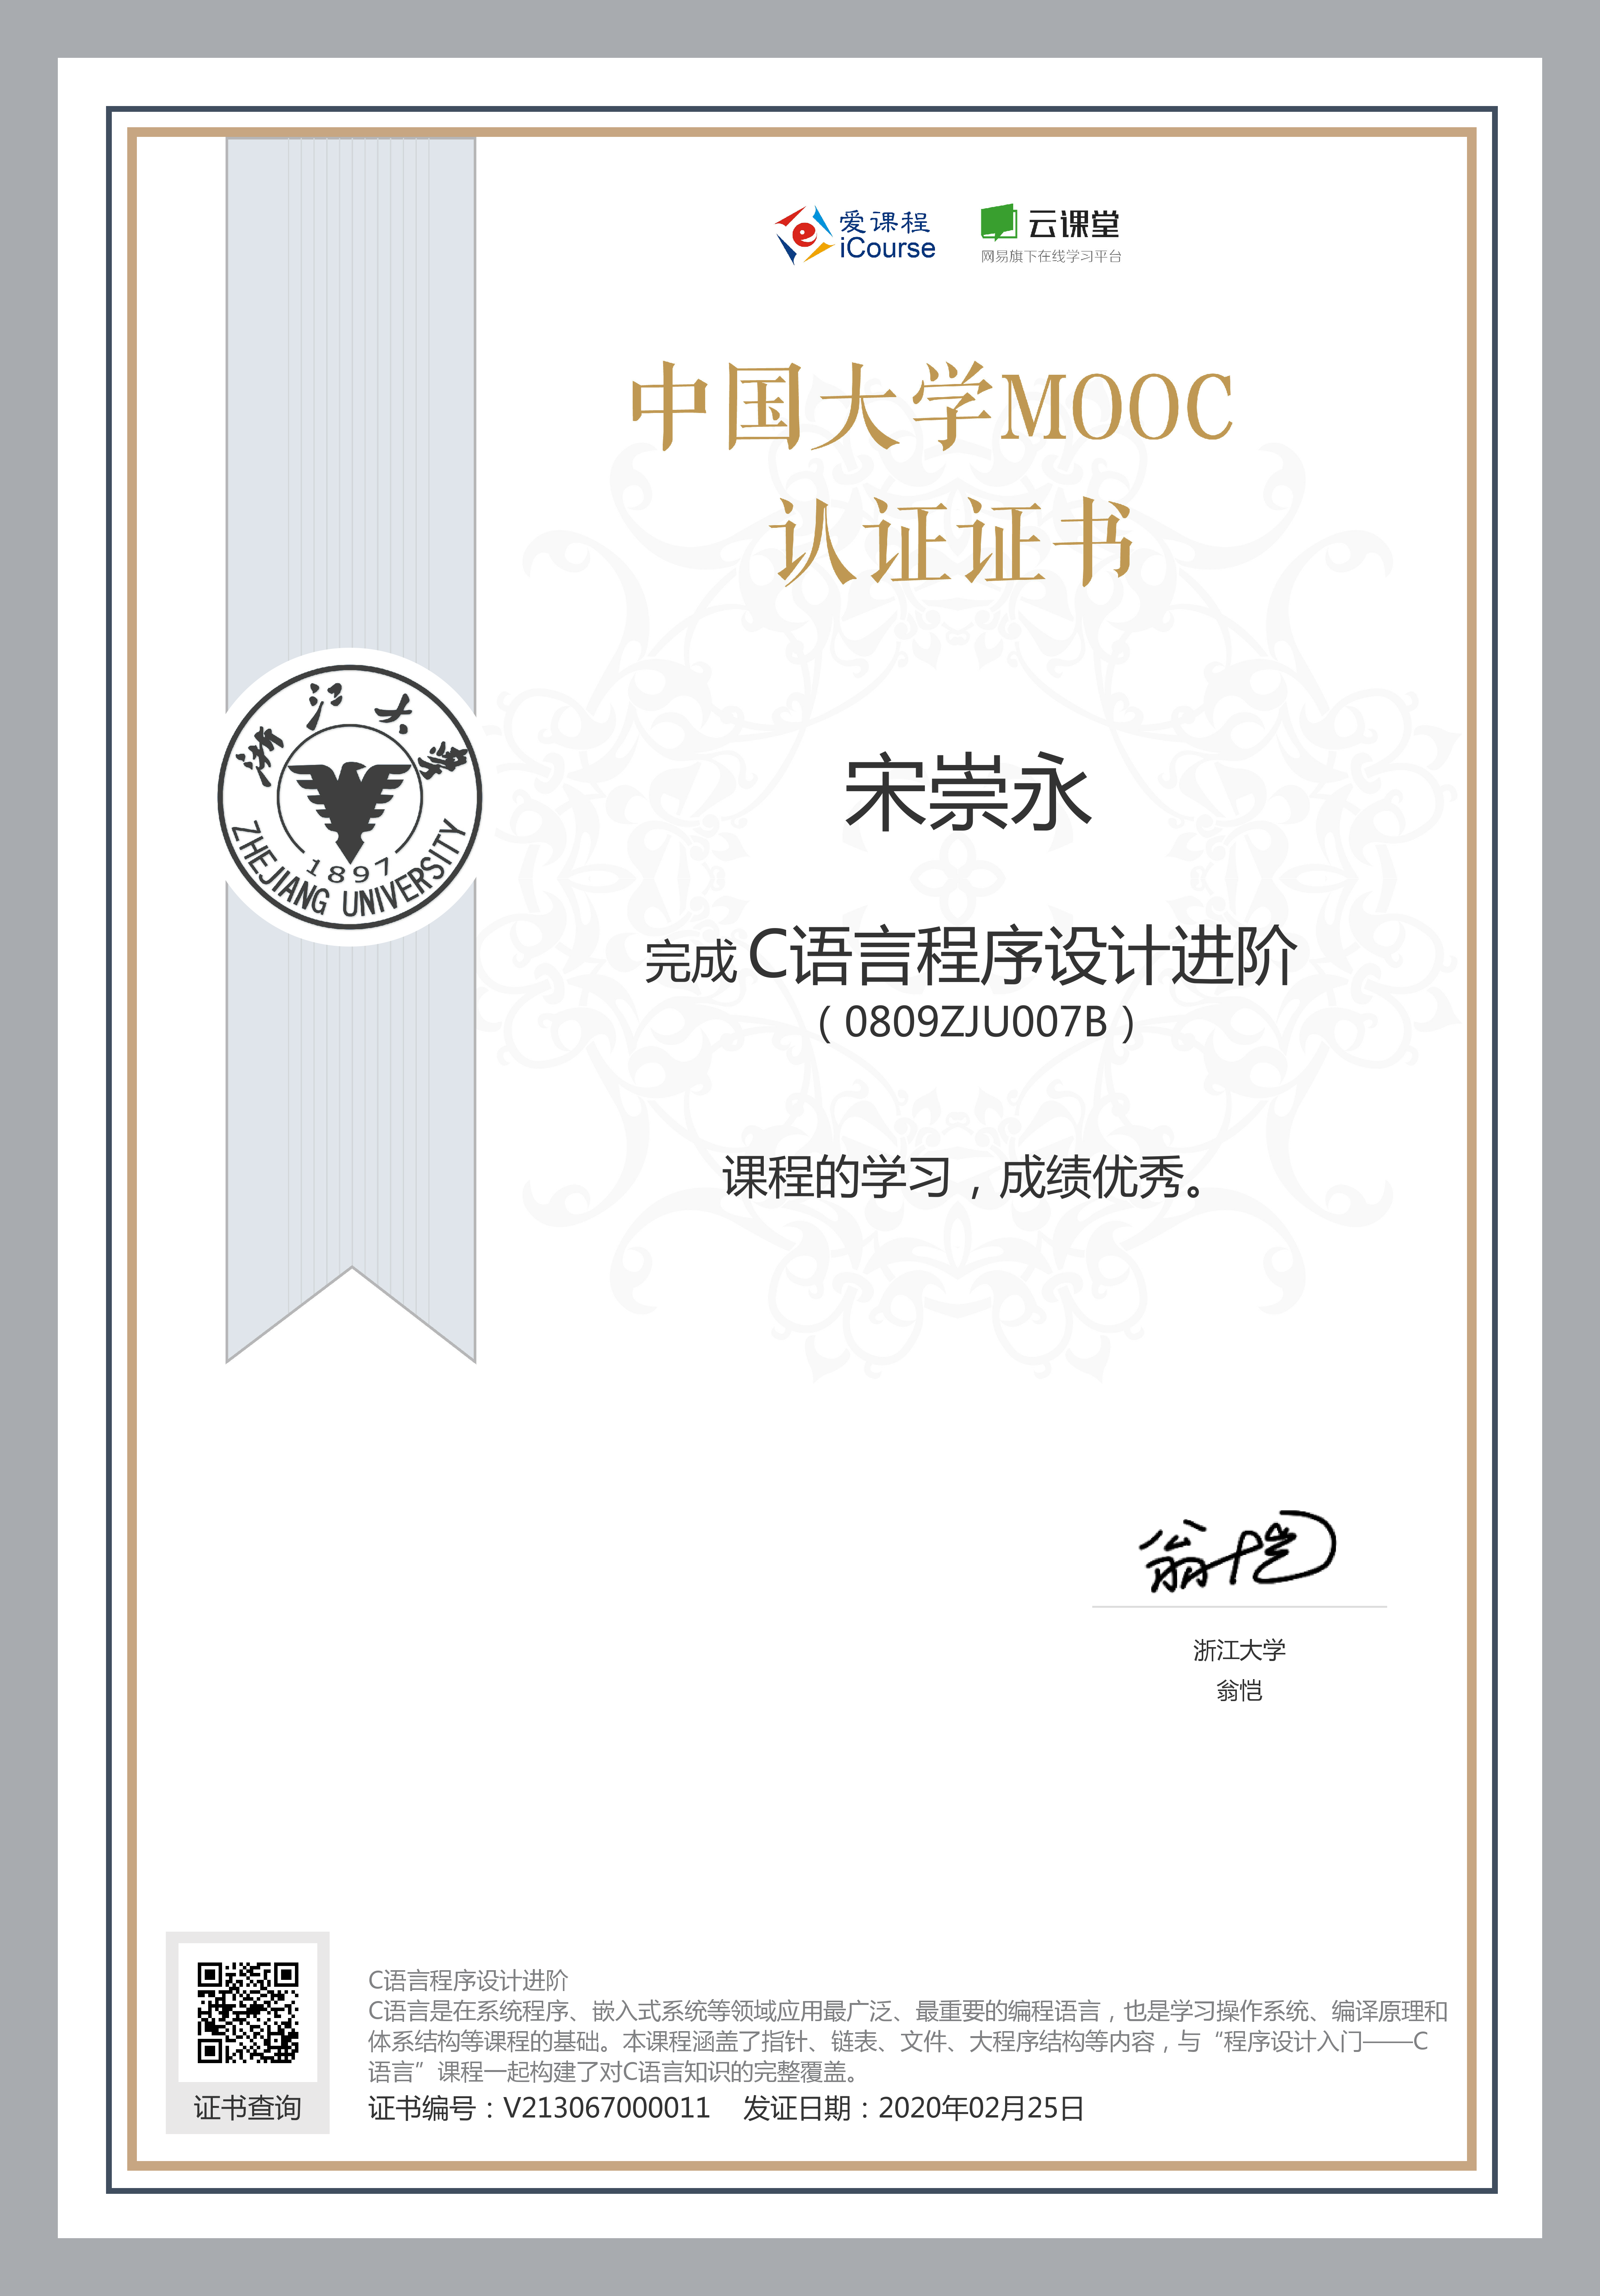 爱课程
iCourse
云课堂
网易旗下在线学习平台
中国大学MOOC
认证证书
浙江大学
1897
ZHEJIANG UNIVERSITY
宋崇永
完成 C语言程序设计进阶
（0809ZJU007B）
课程的学习，成绩优秀。
翁恺
浙江大学
翁恺
C语言程序设计进阶
C语言是在系统程序、嵌入式系统等领域应用最广泛、最重要的编程语言，也是学习操作系统、编译原理和
体系结构等课程的基础。本课程涵盖了指针、链表、文件、大程序结构等内容，与“程序设计入门——C
语言”课程一起构建了对C语言知识的完整覆盖。
证书查询
证书编号：V213067000011 发证日期：2020年02月25日